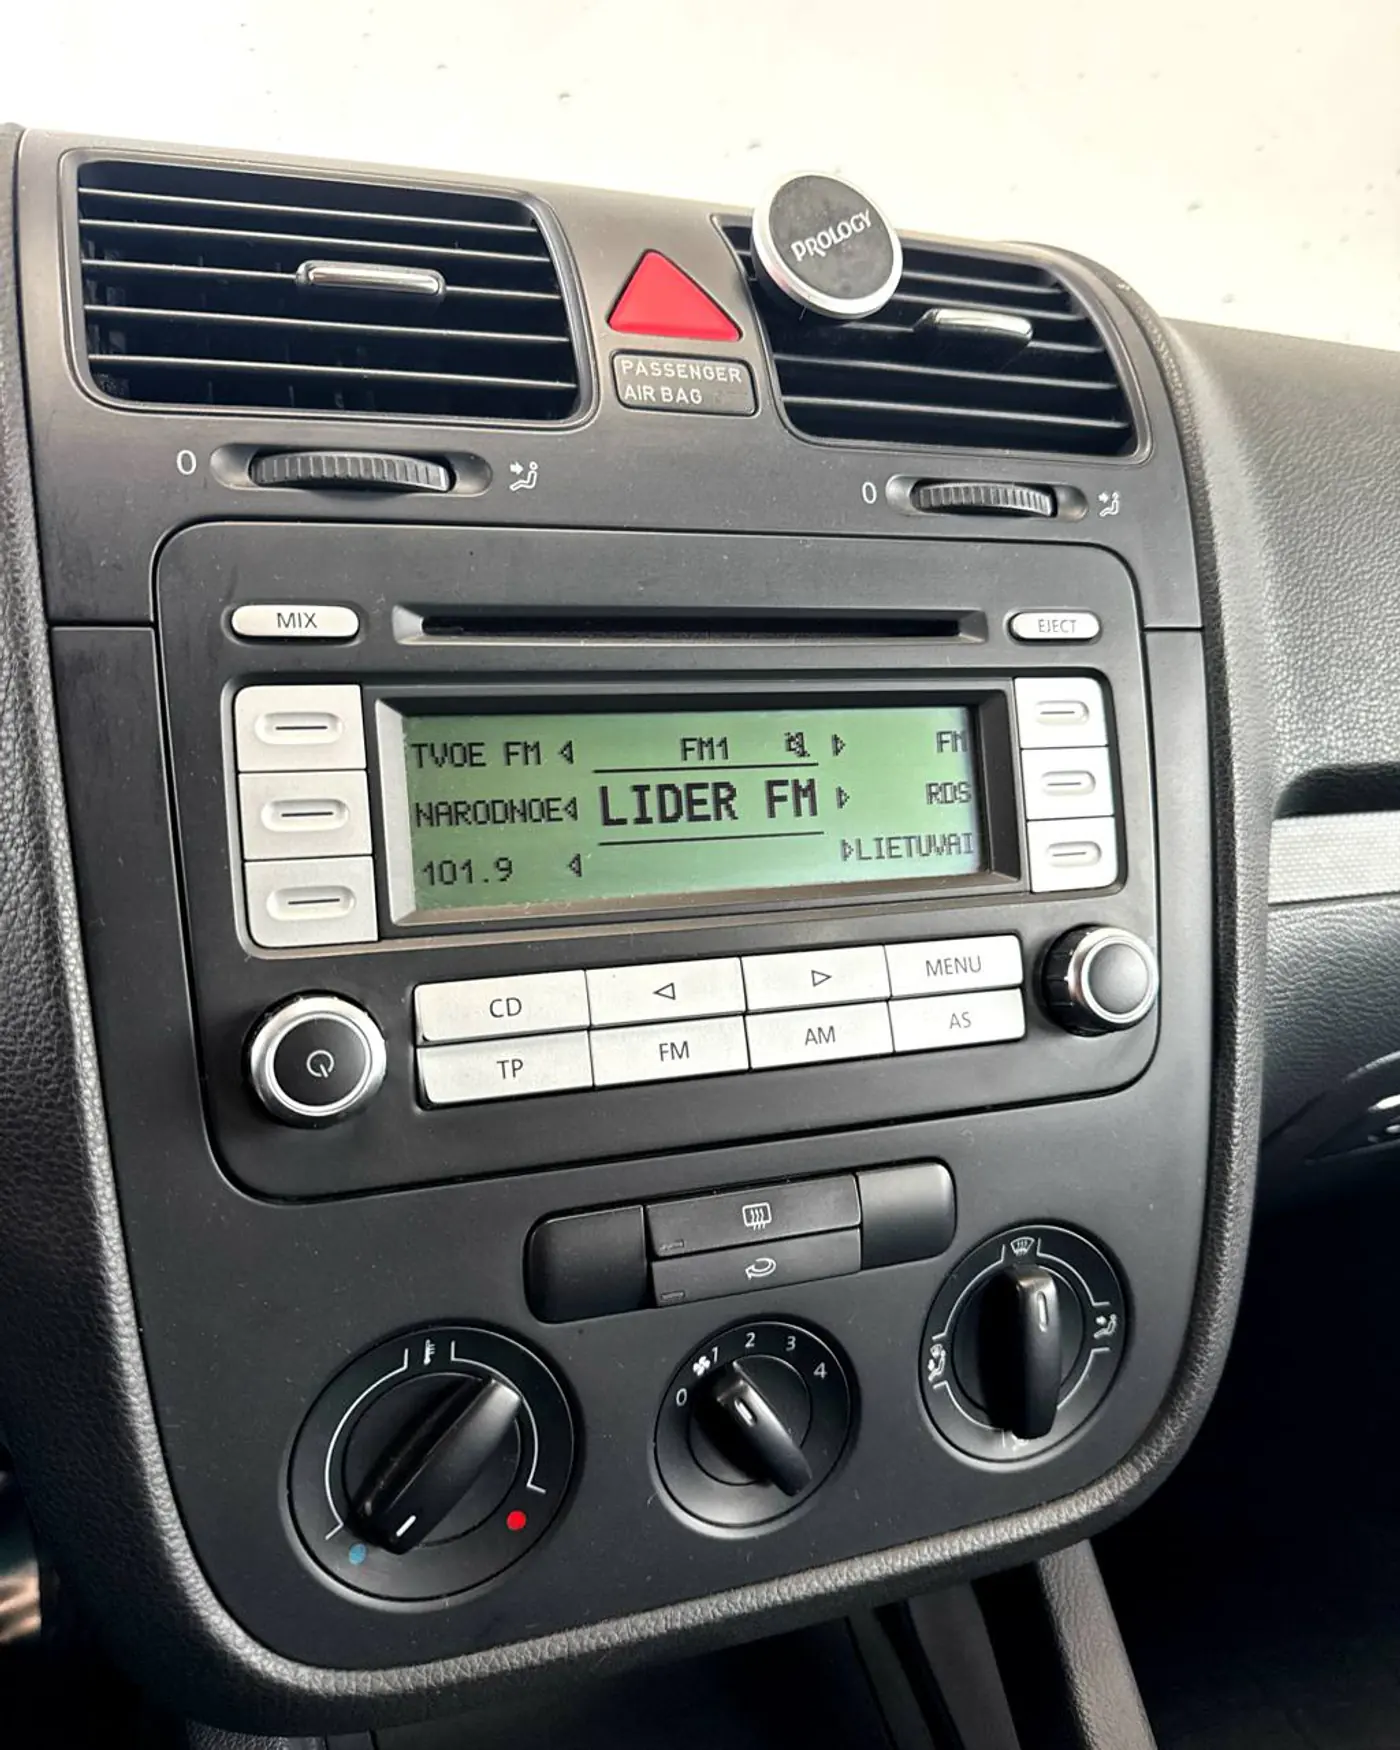 PROLOGY
PASSENGER
AIR BAG
0
0
MIX
EJECT
TVOE FM
FM1
FM
NARODNOE
LIDER FM
RDS
101.9
LIETUVAI
CD
MENU
TP
FM
AM
AS
0
1
2
3
4